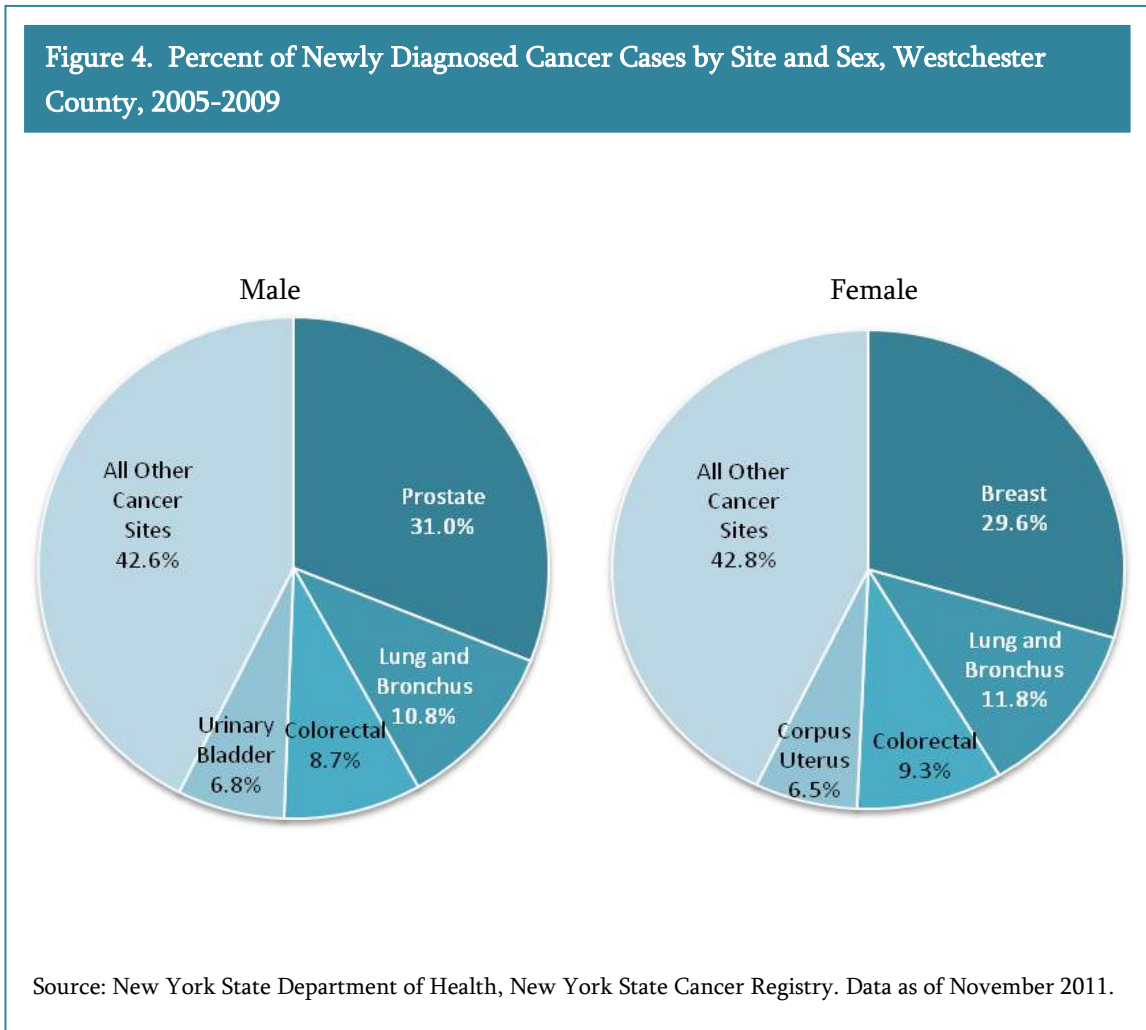 Figure 4.  Percent of Newly Diagnosed Cancer Cases by Site and Sex, Westchester
County, 2005-2009
Male
All Other
Cancer
Sites
42.6%
Prostate
31.0%
Lung and
Bronchus
10.8%
Colorectal
8.7%
Urinary
Bladder
6.8%
Female
All Other
Cancer
Sites
42.8%
Breast
29.6%
Lung and
Bronchus
11.8%
Colorectal
9.3%
Corpus
Uterus
6.5%
Source: New York State Department of Health, New York State Cancer Registry. Data as of November 2011.